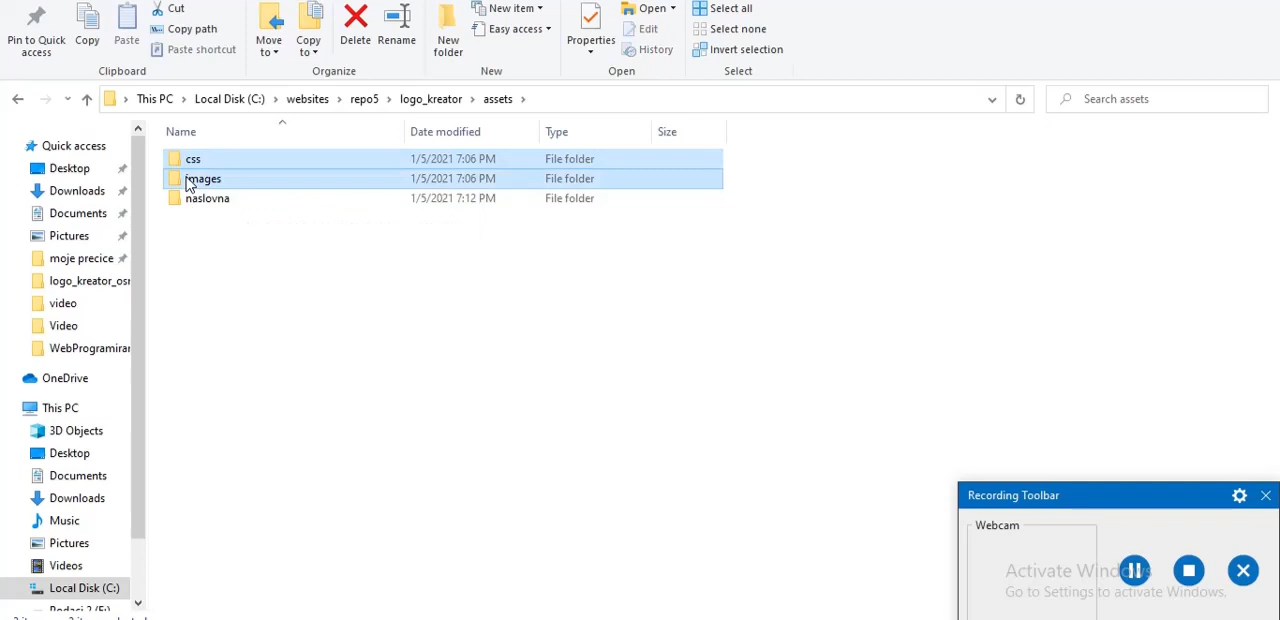 Pin to Quick access
Copy
Paste
Cut
Copy path
Paste shortcut
Clipboard
Move to
Copy to
Delete
Rename
Organize
New folder
New item
Easy access
New
Properties
Open
Edit
History
Open
Select all
Select none
Invert selection
Select
This PC > Local Disk (C:) > websites > repo5 > logo_kreator > assets >
Search assets
Name Date modified Type Size
css 1/5/2021 7:06 PM File folder
images 1/5/2021 7:06 PM File folder
naslovna 1/5/2021 7:12 PM File folder
Quick access
Desktop
Downloads
Documents
Pictures
moje precice
logo_kreator_osn
video
Video
WebProgramiran
OneDrive
This PC
3D Objects
Desktop
Documents
Downloads
Music
Pictures
Videos
Local Disk (C:)
Recording Toolbar
Webcam
Activate Windows
Go to Settings to activate Windows.